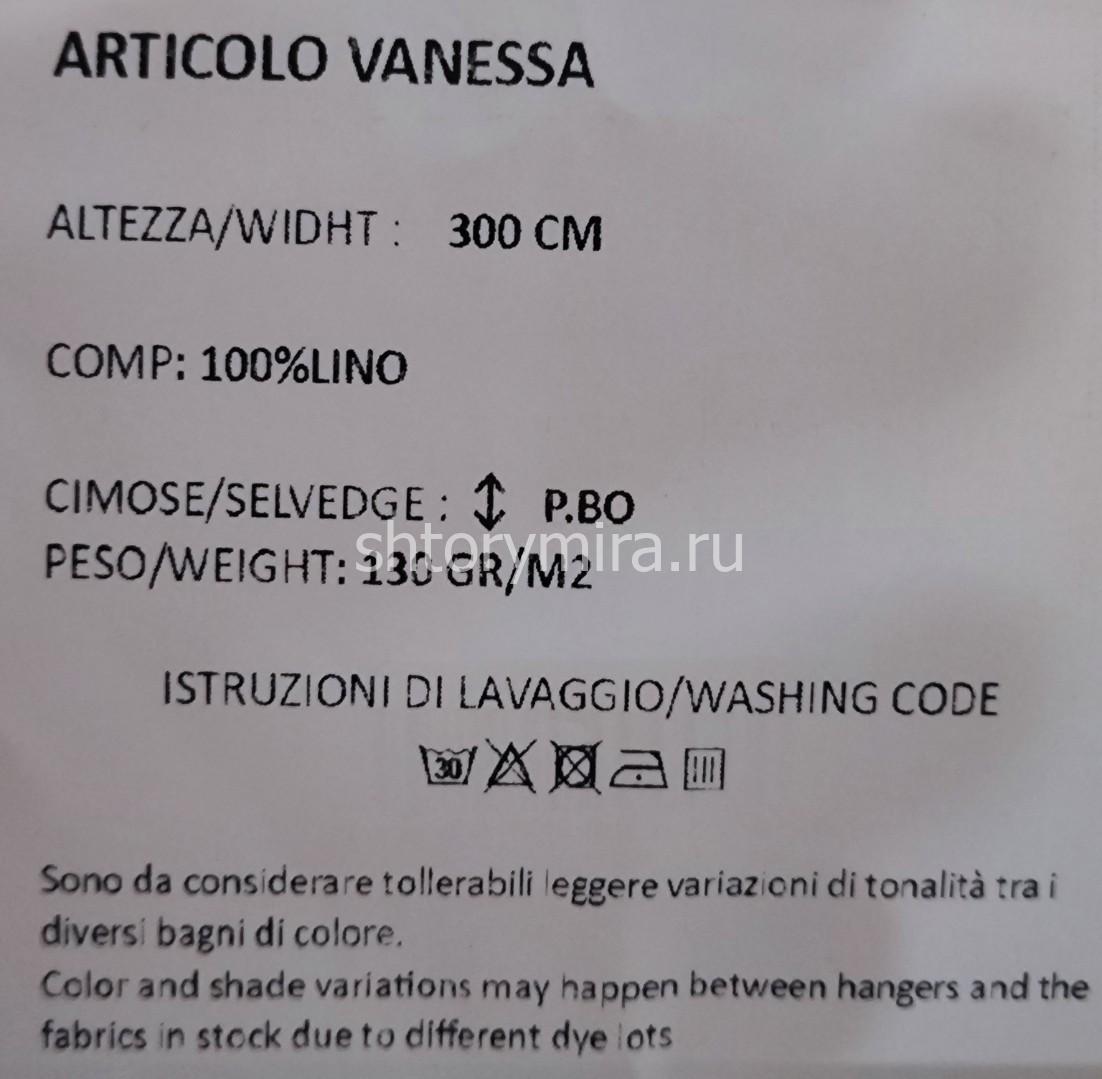 ARTICOLO VANESSA
ALTEZZA/WIDHT : 300 CM
COMP: 100%LINO
CIMOSE/SELVEDGE : ↕ P.BO
shtorymira.ru
PESO/WEIGHT: 130 GR/M2
ISTRUZIONI DI LAVAGGIO/WASHING CODE
30
Sono da considerare tollerabili leggere variazioni di tonalità tra i
diversi bagni di colore.
Color and shade variations may happen between hangers and the
fabrics in stock due to different dye lots